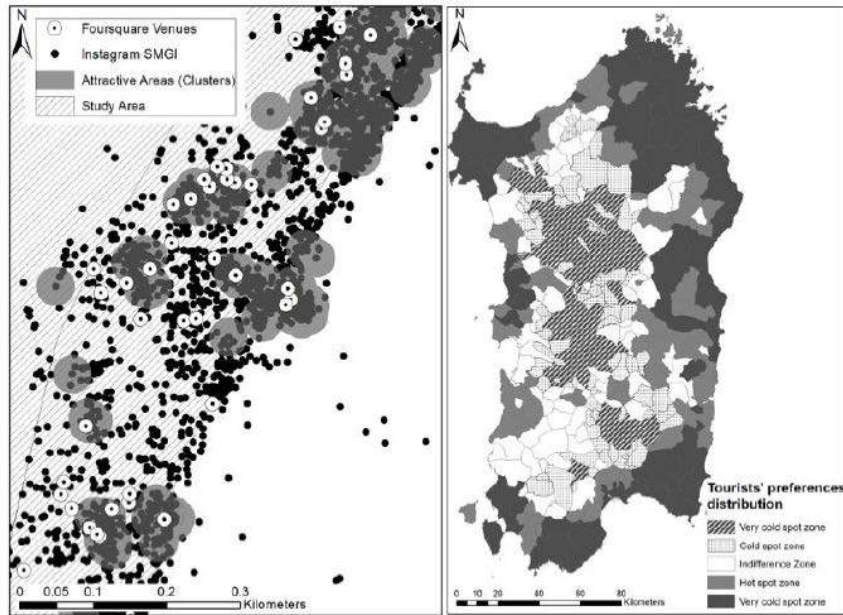 N
Foursquare Venues
Instagram SMGI
Attractive Areas (Clusters)
Study Area
0 0.05 0.1 0.2 0.3
Kilometers
N
Tourists' preferences
distribution
Very cold spot zone
Cold spot zone
Indifference Zone
Hot spot zone
Very cold spot zone
0 5 10 20 40 60 80
Kilometers